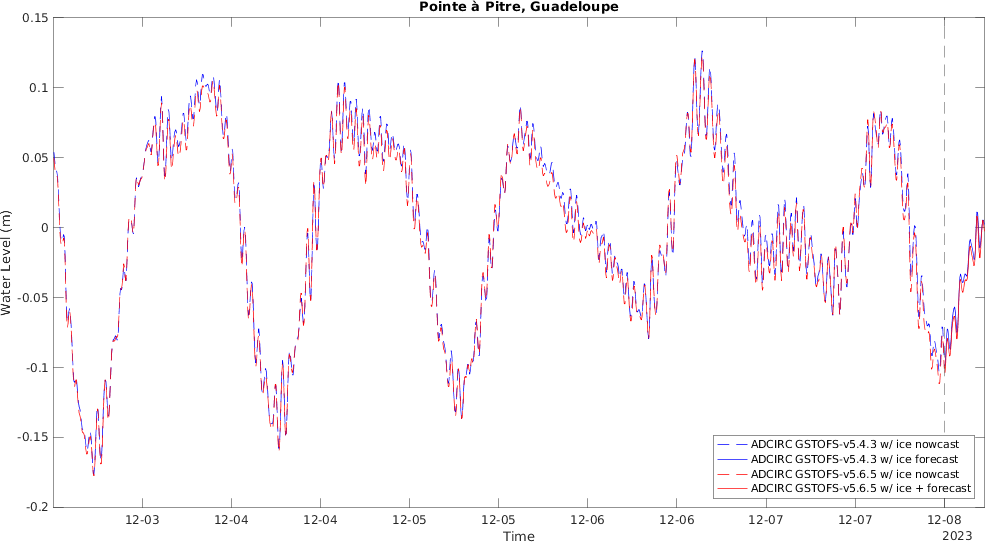 Pointe à Pitre, Guadeloupe
0.15
0.1
0.05
0
-0.05
-0.1
-0.15
-0.2
Water Level (m)
ADCIRC GSTOFS-v5.4.3 w/ ice nowcast
ADCIRC GSTOFS-v5.4.3 w/ ice forecast
ADCIRC GSTOFS-v5.6.5 w/ ice nowcast
ADCIRC GSTOFS-v5.6.5 w/ ice + forecast
12-03 12-04 12-04 12-05 12-05 12-06 12-06 12-07 12-07 12-08
Time 2023